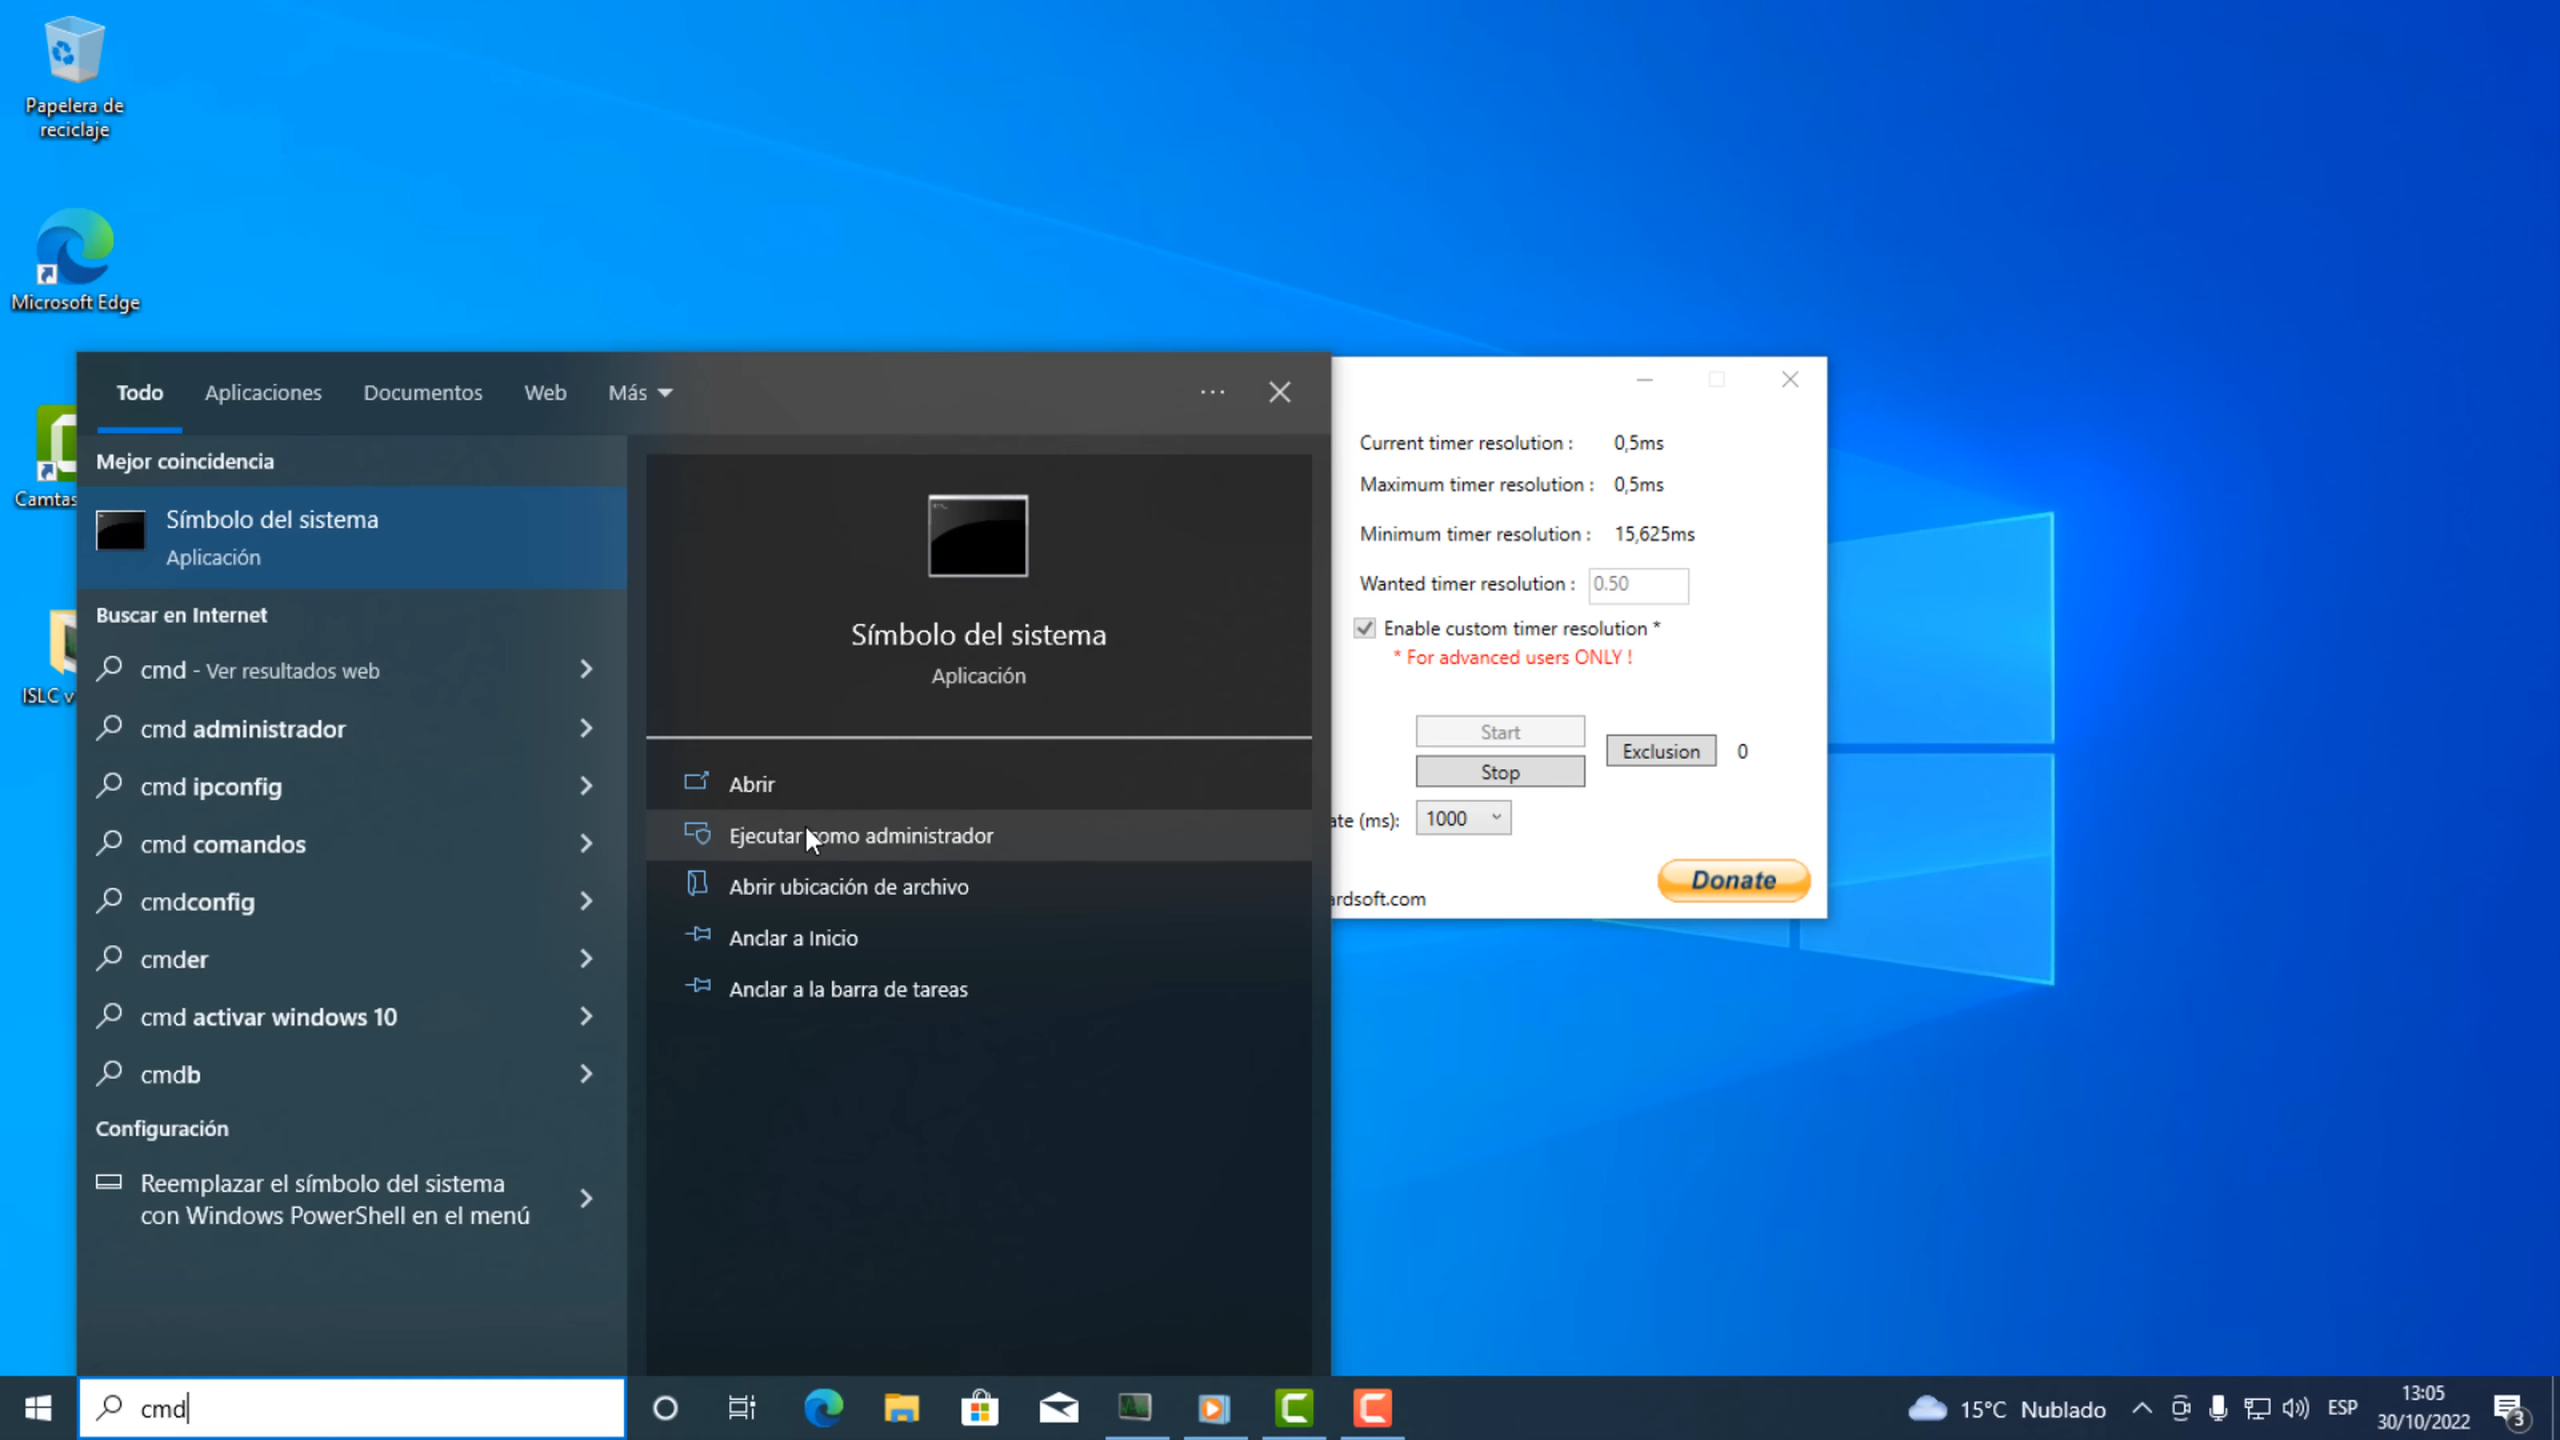 Papelera de
reciclaje
Microsoft Edge
Camtas
ISLC v
Todo
Aplicaciones
Documentos
Web
Más
Mejor coincidencia
Símbolo del sistema
Aplicación
Buscar en Internet
cmd - Ver resultados web
cmd administrador
cmd ipconfig
cmd comandos
cmdconfig
cmder
cmd activar windows 10
cmdb
Configuración
Reemplazar el símbolo del sistema
con Windows PowerShell en el menú
Símbolo del sistema
Aplicación
Abrir
Ejecutar como administrador
Abrir ubicación de archivo
Anclar a Inicio
Anclar a la barra de tareas
Current timer resolution : 0,5ms
Maximum timer resolution : 0,5ms
Minimum timer resolution : 15,625ms
Wanted timer resolution : 0.50
Enable custom timer resolution *
* For advanced users ONLY !
Start
Stop
Exclusion 0
ate (ms): 1000
Donate
ardsoft.com
cmd
15°C Nublado
ESP
13:05
30/10/2022
3